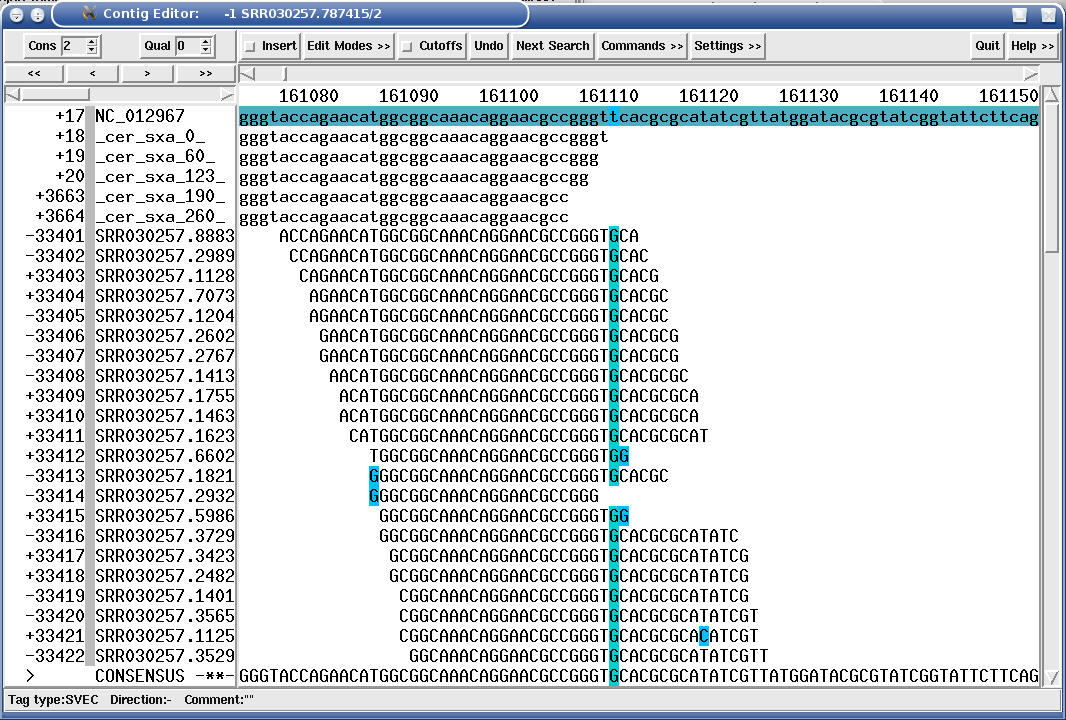 Contig Editor: -1 SRR030257.787415/2
Cons 2 Qual 0 Insert Edit Modes >> Cutoffs Undo Next Search Commands >> Settings >> Quit Help >>
<< < > >>
161080 161090 161100 161110 161120 161130 161140 161150
+17 NC_012967 gggtaccagaacatggcggcaaacaggaacgccgggttcacgcgcatatcgttatggatacgcgtatcggtattcttcag
+18 _cer_sxa_0_ gggtaccagaacatggcggcaaacaggaacgccgggt
+19 _cer_sxa_60_ gggtaccagaacatggcggcaaacaggaacgccggg
+20 _cer_sxa_123_ gggtaccagaacatggcggcaaacaggaacgccgg
+3663 _cer_sxa_190_ gggtaccagaacatggcggcaaacaggaacgcc
+3664 _cer_sxa_260_ gggtaccagaacatggcggcaaacaggaacgcc
-33401 SRR030257.8883 ACCAGAACATGGCGGCAAACAGGAACGCCGGGTGCA
-33402 SRR030257.2989 CCAGAACATGGCGGCAAACAGGAACGCCGGGTGCAC
+33403 SRR030257.1128 CAGAACATGGCGGCAAACAGGAACGCCGGGTGCACG
+33404 SRR030257.7073 AGAACATGGCGGCAAACAGGAACGCCGGGTGCACGC
-33405 SRR030257.1204 AGAACATGGCGGCAAACAGGAACGCCGGGTGCACGC
-33406 SRR030257.2602 GAACATGGCGGCAAACAGGAACGCCGGGTGCACGCG
-33407 SRR030257.2767 GAACATGGCGGCAAACAGGAACGCCGGGTGCACGCG
-33408 SRR030257.1413 AACATGGCGGCAAACAGGAACGCCGGGTGCACGCGC
+33409 SRR030257.1755 ACATGGCGGCAAACAGGAACGCCGGGTGCACGCGCA
+33410 SRR030257.1463 ACATGGCGGCAAACAGGAACGCCGGGTGCACGCGCA
+33411 SRR030257.1623 CATGGCGGCAAACAGGAACGCCGGGTGCACGCGCAT
+33412 SRR030257.6602 TGGCGGCAAACAGGAACGCCGGGTGG
-33413 SRR030257.1821 GGGCGGCAAACAGGAACGCCGGGTGCACGC
-33414 SRR030257.2932 GGGCGGCAAACAGGAACGCCGGG
+33415 SRR030257.5986 GGCGGCAAACAGGAACGCCGGGTGG
-33416 SRR030257.3729 GGCGGCAAACAGGAACGCCGGGTGCACGCGCATATC
+33417 SRR030257.3423 GCGGCAAACAGGAACGCCGGGTGCACGCGCATATCG
+33418 SRR030257.2482 GCGGCAAACAGGAACGCCGGGTGCACGCGCATATCG
-33419 SRR030257.1401 CGGCAAACAGGAACGCCGGGTGCACGCGCATATCG
-33420 SRR030257.3565 CGGCAAACAGGAACGCCGGGTGCACGCGCATATCGT
+33421 SRR030257.1125 CGGCAAACAGGAACGCCGGGTGCACGCGCACATCGT
-33422 SRR030257.3529 GGCAAACAGGAACGCCGGGTGCACGCGCATATCGTT
> CONSENSUS -**- GGGTACCAGAACATGGCGGCAAACAGGAACGCCGGGTGCACGCGCATATCGTTATGGATACGCGTATCGGTATTCTTCAG
Tag type:SVEC Direction:- Comment:""